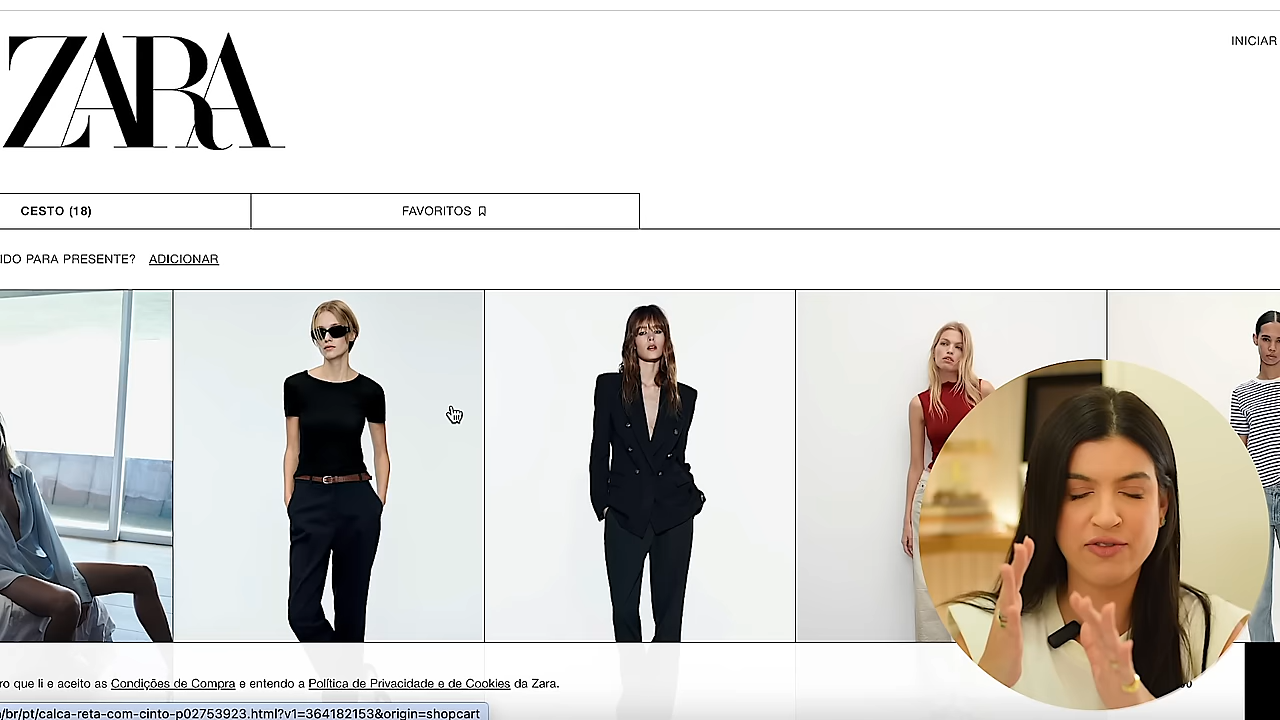 ZARA
INICIAR
CESTO (18)
FAVORITOS
IDO PARA PRESENTE? ADICIONAR
ro que li e aceito as Condições de Compra e entendo a Política de Privacidade e de Cookies da Zara.
/br/pt/calca-reta-com-cinto-p02753923.html?v1=364182153&origin=shopcart